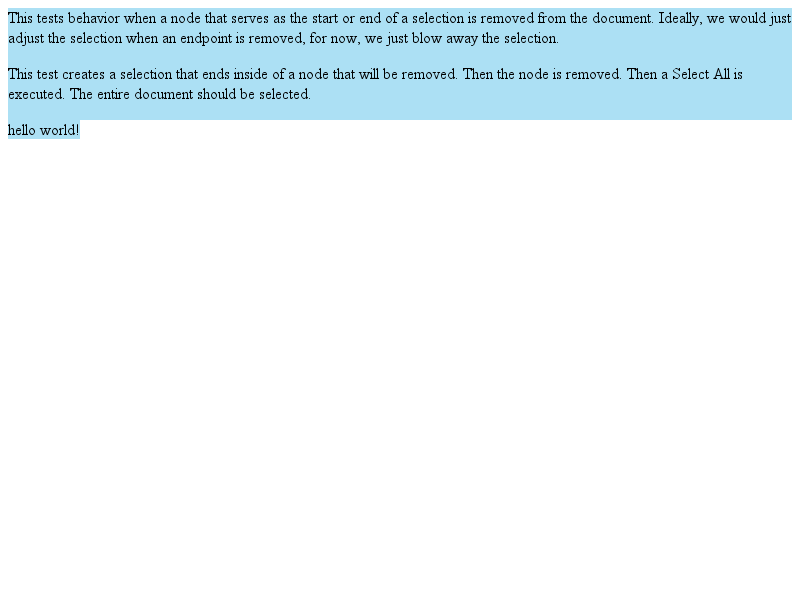 This tests behavior when a node that serves as the start or end of a selection is removed from the document. Ideally, we would just
adjust the selection when an endpoint is removed, for now, we just blow away the selection.
This test creates a selection that ends inside of a node that will be removed. Then the node is removed. Then a Select All is
executed. The entire document should be selected.
hello world!